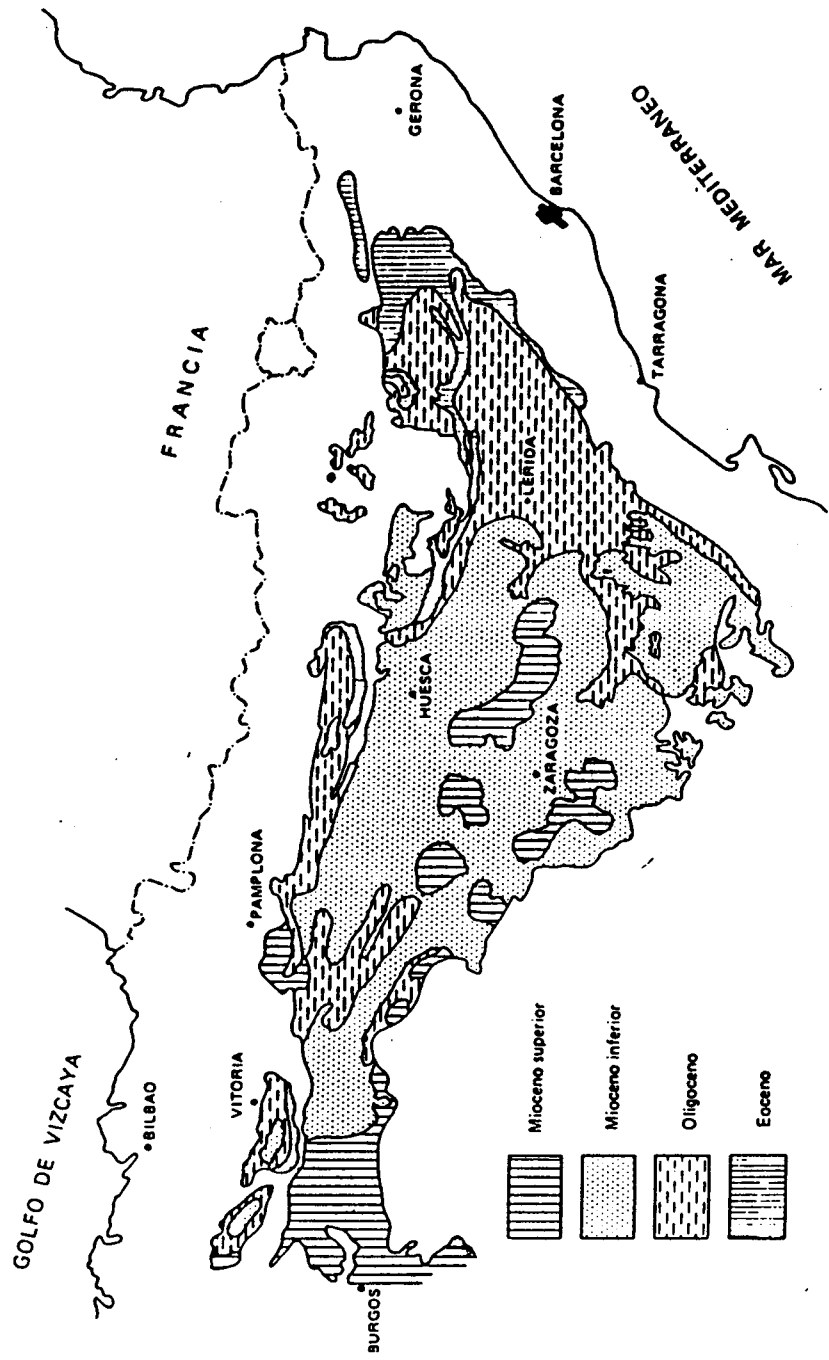 GOLFO DE VIZCAYA
FRANCIA
MAR MEDITERRANEO
BILBAO
VITORIA
PAMPLONA
GERONA
BURGOS
HUESCA
LERIDA
BARCELONA
ZARAGOZA
TARRAGONA
Mioceno superior
Mioceno inferior
Oligoceno
Eoceno